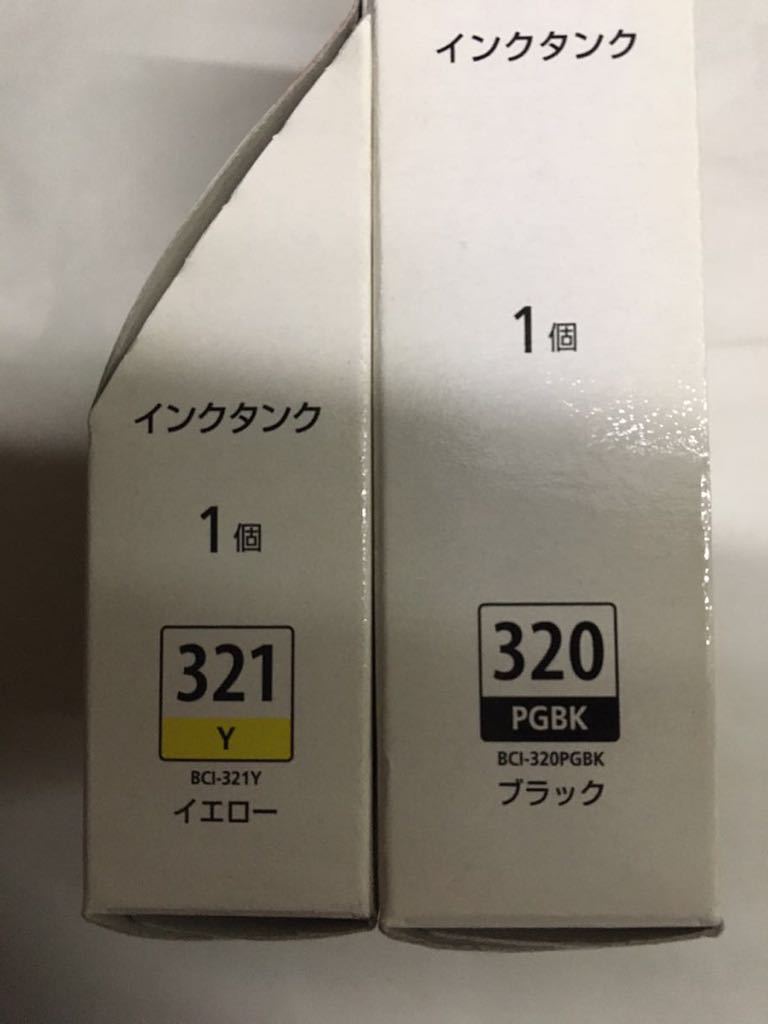 インクタンク
1個
321
Y
BCI-321Y
イエロー
インクタンク
1個
320
PGBK
BCI-320PGBK
ブラック